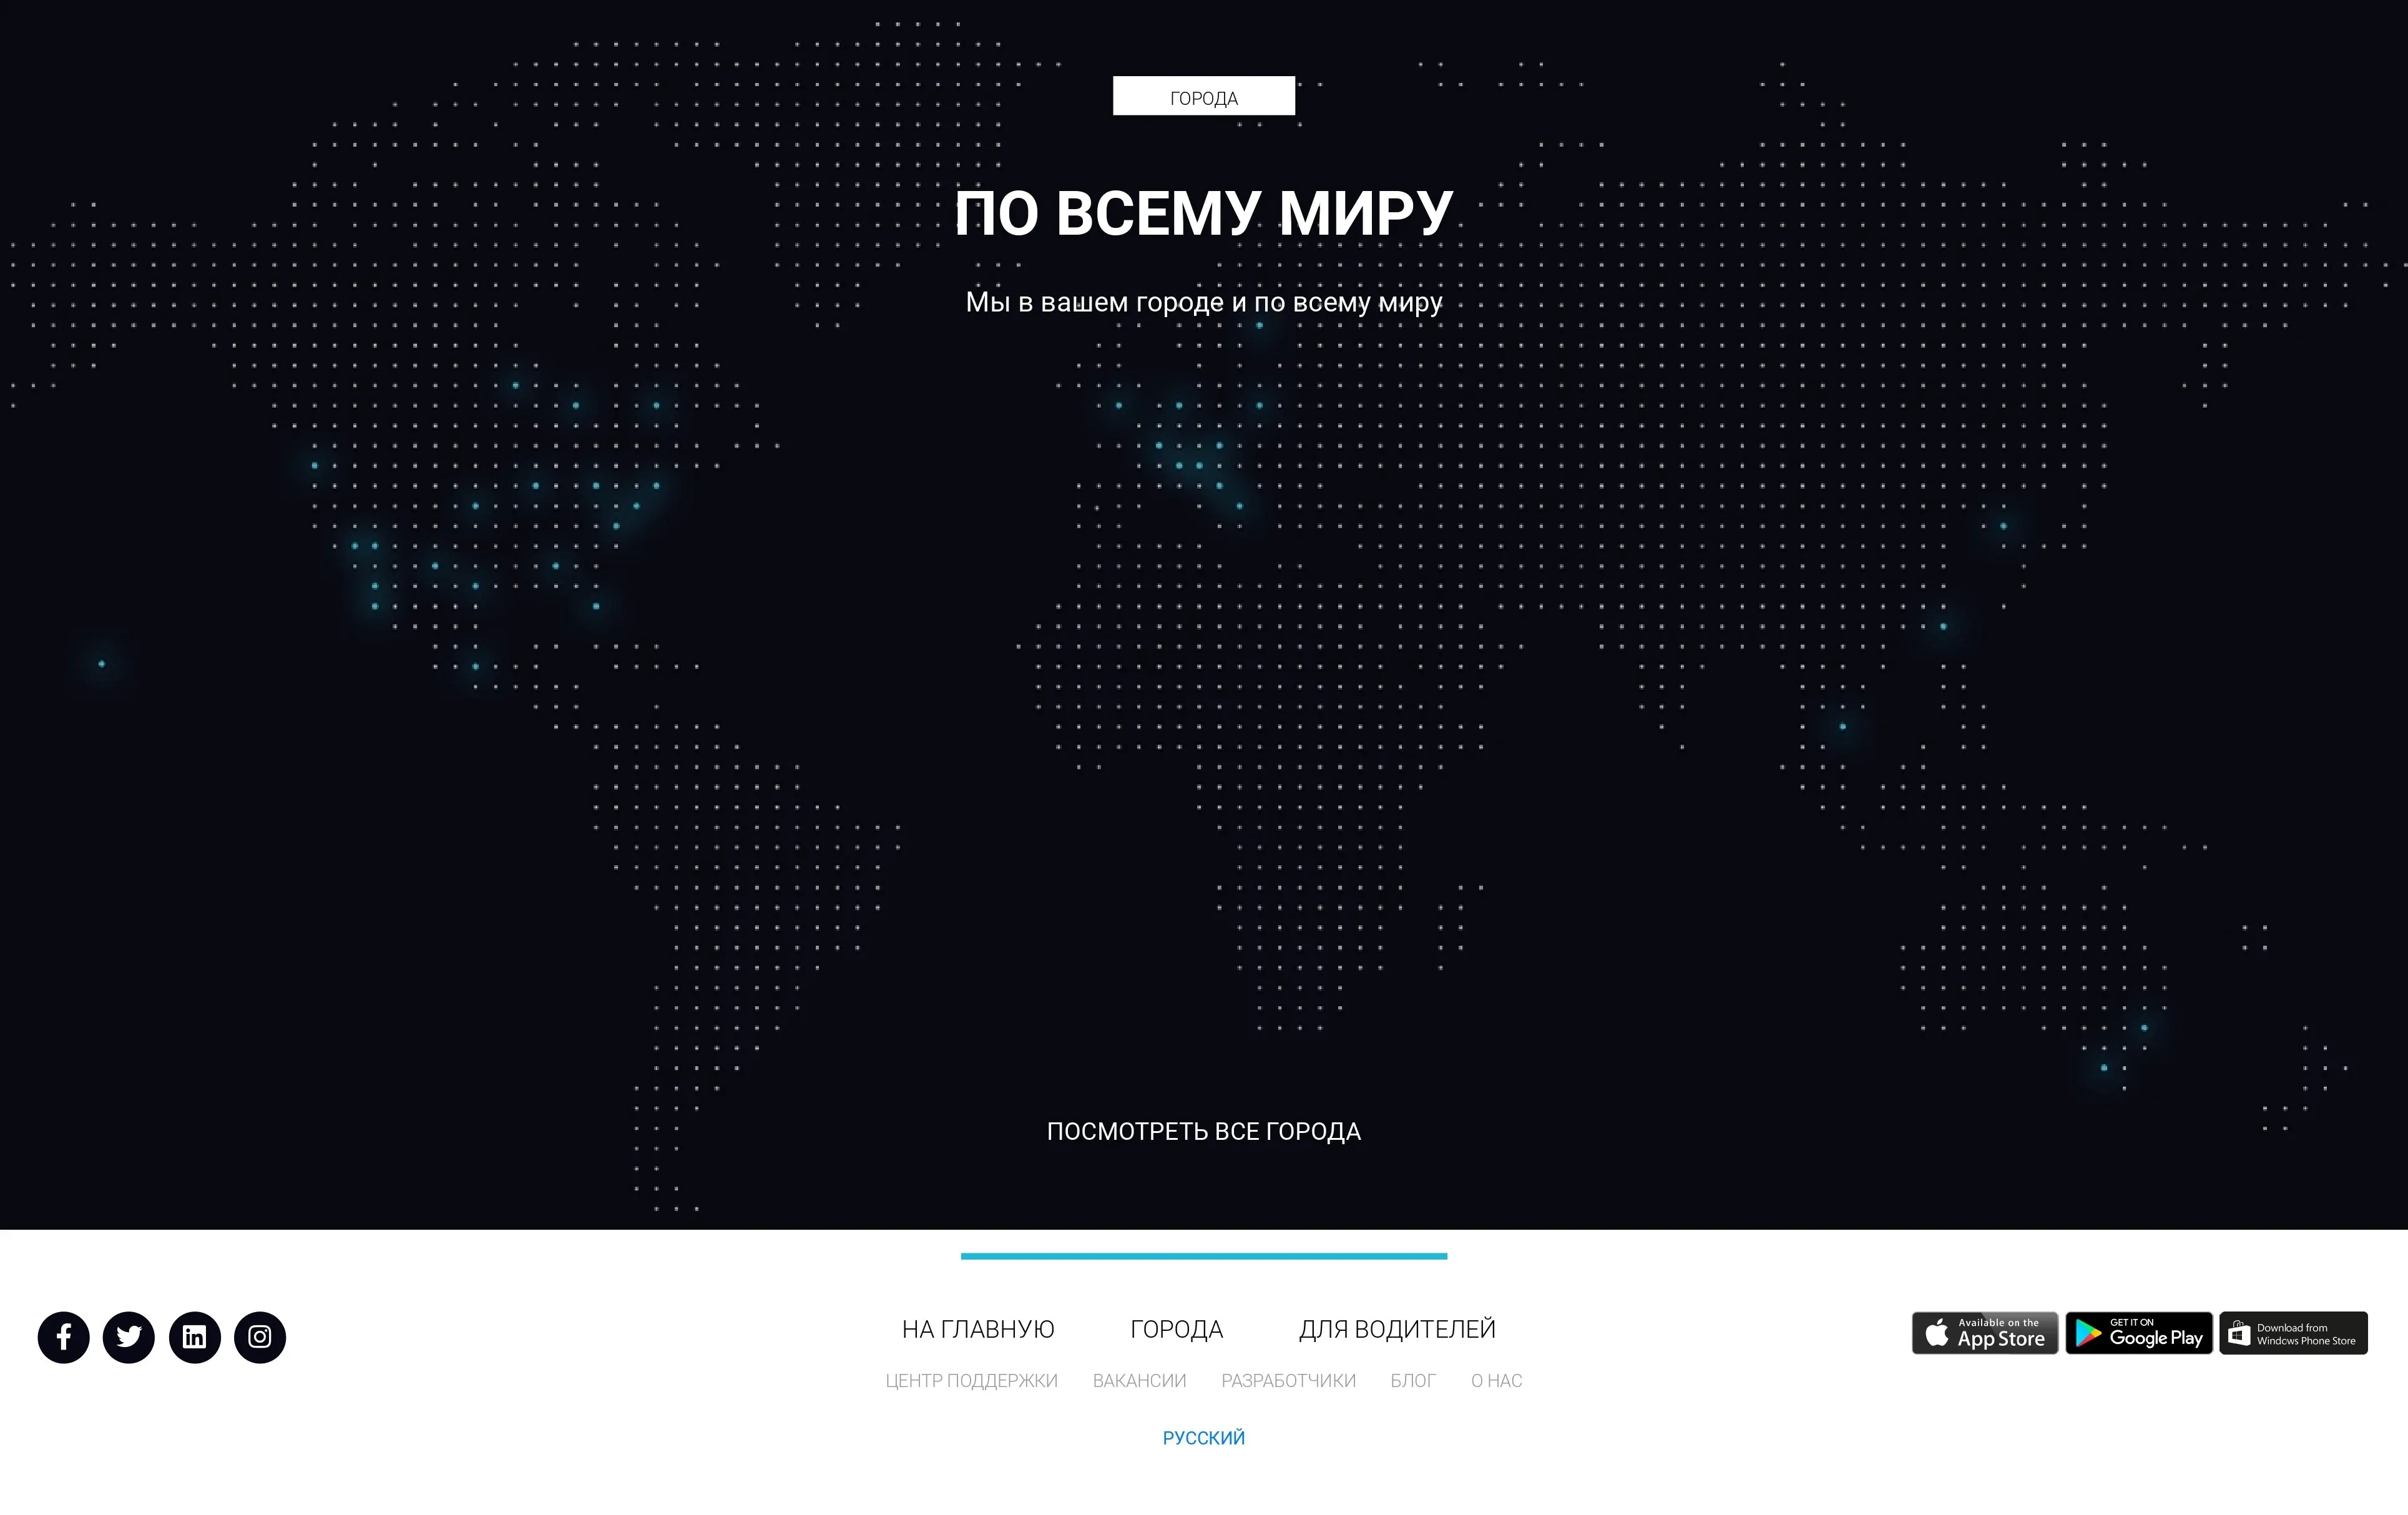 ГОРОДА
ПО ВСЕМУ МИРУ
Мы в вашем городе и по всему миру
ПОСМОТРЕТЬ ВСЕ ГОРОДА
НА ГЛАВНУЮ ГОРОДА ДЛЯ ВОДИТЕЛЕЙ
ЦЕНТР ПОДДЕРЖКИ ВАКАНСИИ РАЗРАБОТЧИКИ БЛОГ О НАС
РУССКИЙ
Available on the
App Store
GET IT ON
Google Play
Download from
Windows Phone Store